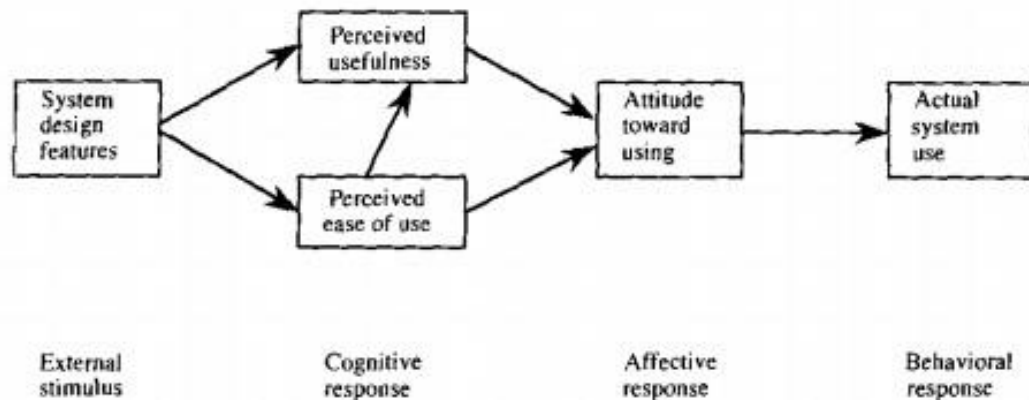 Perceived
usefulness
System
design
features
Perceived
ease of use
Attitude
toward
using
Actual
system
use
External
stimulus
Cognitive
response
Affective
response
Behavioral
response